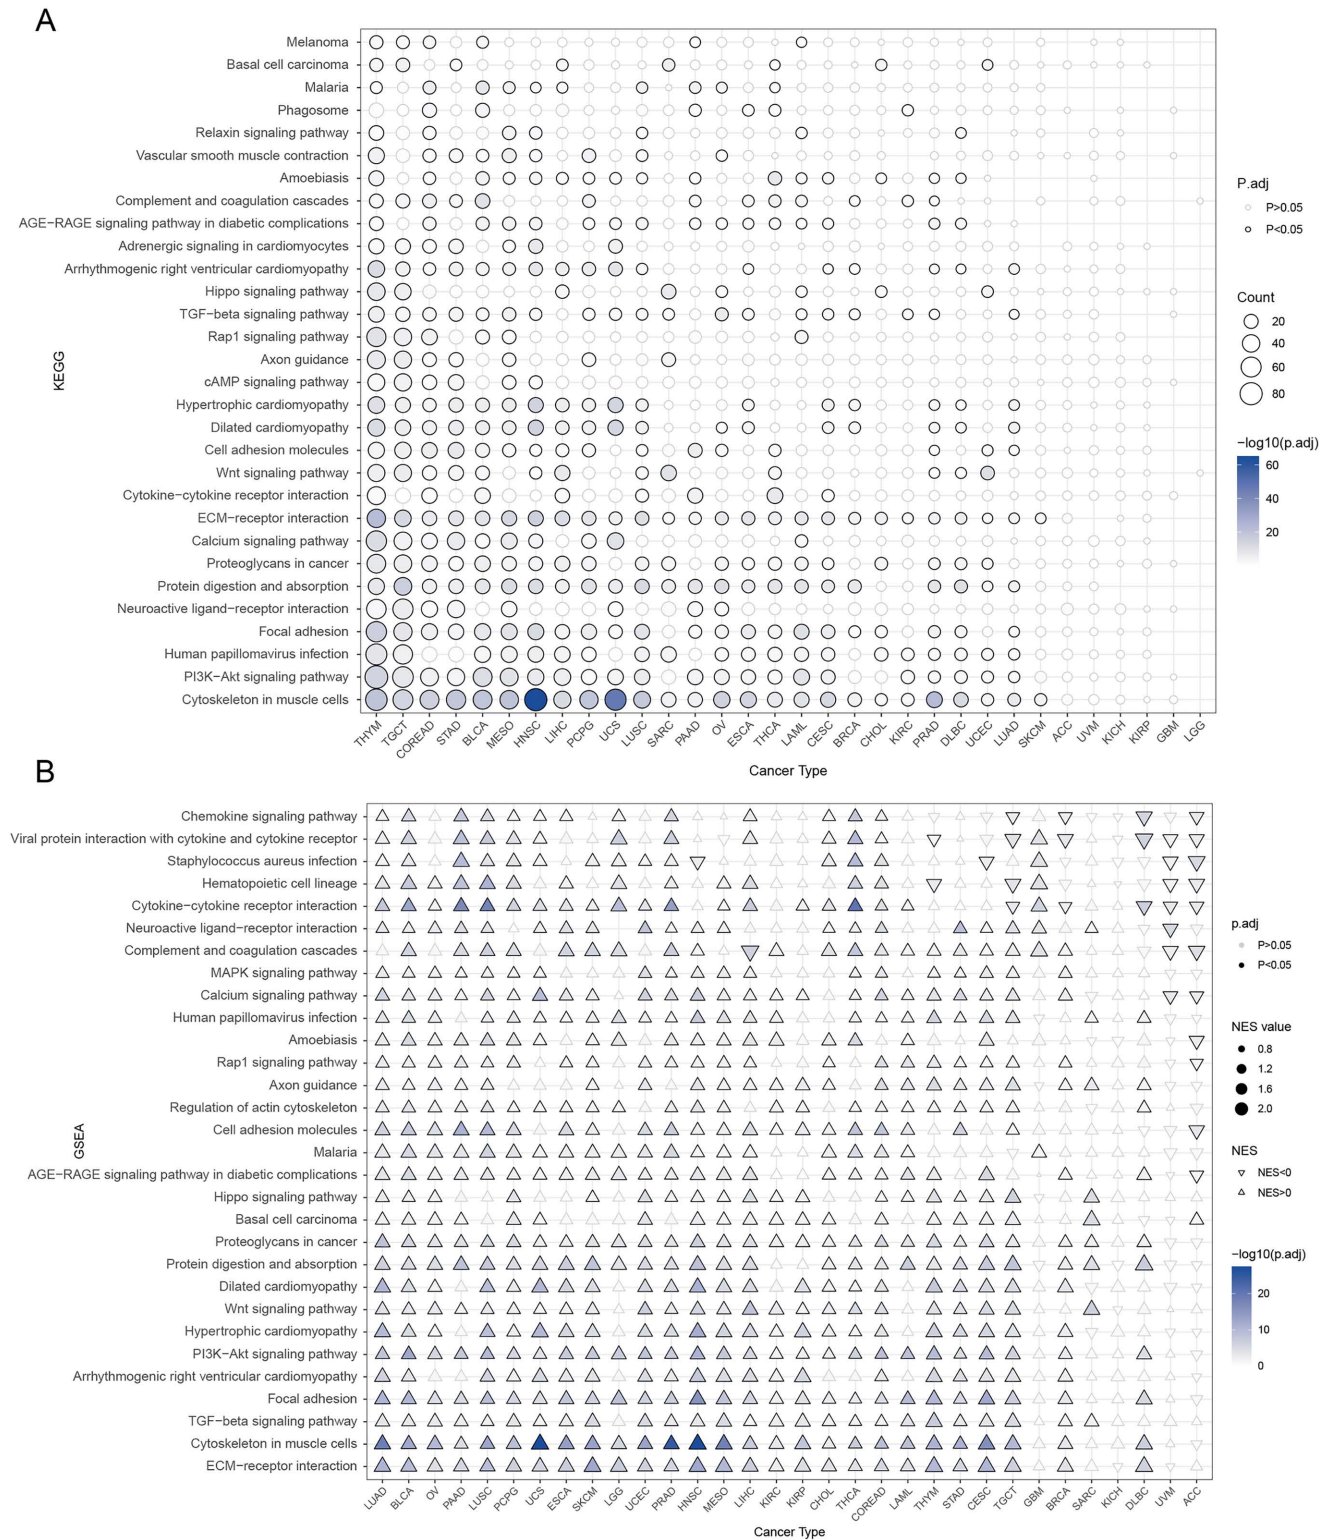 A
Melanoma
Basal cell carcinoma
Malaria
Phagosome
Relaxin signaling pathway
Vascular smooth muscle contraction
Amoebiasis
Complement and coagulation cascades
AGE−RAGE signaling pathway in diabetic complications
Adrenergic signaling in cardiomyocytes
Arrhythmogenic right ventricular cardiomyopathy
Hippo signaling pathway
TGF−beta signaling pathway
Rap1 signaling pathway
Axon guidance
cAMP signaling pathway
Hypertrophic cardiomyopathy
Dilated cardiomyopathy
Cell adhesion molecules
Wnt signaling pathway
Cytokine−cytokine receptor interaction
ECM−receptor interaction
Calcium signaling pathway
Proteoglycans in cancer
Protein digestion and absorption
Neuroactive ligand−receptor interaction
Focal adhesion
Human papillomavirus infection
PI3K−Akt signaling pathway
Cytoskeleton in muscle cells
KEGG
THYM TGCT COREAD STAD BLCA MESO HNSC LIHC PCPG UCS LUSC SARC PAAD OV ESCA THCA LAML CESC BRCA CHOL KIRC PRAD DLBC UCEC LUAD SKCM ACC UVM KICH KIRP GBM LGG
Cancer Type
P.adj
P>0.05
P<0.05
Count
20
40
60
80
−log10(p.adj)
60
40
20
B
Chemokine signaling pathway
Viral protein interaction with cytokine and cytokine receptor
Staphylococcus aureus infection
Hematopoietic cell lineage
Cytokine−cytokine receptor interaction
Neuroactive ligand−receptor interaction
Complement and coagulation cascades
MAPK signaling pathway
Calcium signaling pathway
Human papillomavirus infection
Amoebiasis
Rap1 signaling pathway
Axon guidance
Regulation of actin cytoskeleton
Cell adhesion molecules
Malaria
AGE−RAGE signaling pathway in diabetic complications
Hippo signaling pathway
Basal cell carcinoma
Proteoglycans in cancer
Protein digestion and absorption
Dilated cardiomyopathy
Wnt signaling pathway
Hypertrophic cardiomyopathy
PI3K−Akt signaling pathway
Arrhythmogenic right ventricular cardiomyopathy
Focal adhesion
TGF−beta signaling pathway
Cytoskeleton in muscle cells
ECM−receptor interaction
GSEA
LUAD BLCA OV PAAD LUSC PCPG UCS ESCA SKCM LGG UCEC PRAD HNSC MESO LIHC KIRC KIRP CHOL THCA COREAD LAML THYM STAD CESC TGCT GBM BRCA SARC KICH DLBC UVM ACC
Cancer Type
p.adj
P>0.05
P<0.05
NES value
0.8
1.2
1.6
2.0
NES
NES<0
NES>0
−log10(p.adj)
20
10
0